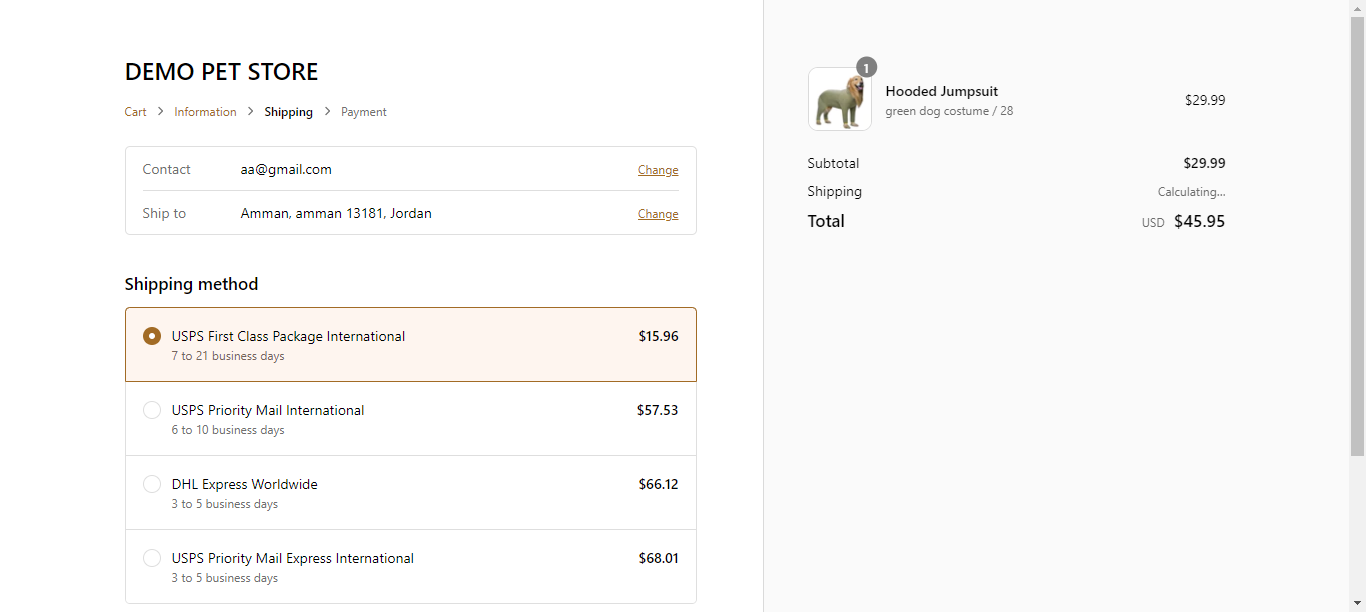 DEMO PET STORE
Cart > Information > Shipping > Payment
Contact aa@gmail.com Change
Ship to Amman, amman 13181, Jordan Change
Shipping method
USPS First Class Package International $15.96
7 to 21 business days
USPS Priority Mail International $57.53
6 to 10 business days
DHL Express Worldwide $66.12
3 to 5 business days
USPS Priority Mail Express International $68.01
3 to 5 business days
1
Hooded Jumpsuit
green dog costume / 28
$29.99
Subtotal $29.99
Shipping Calculating...
Total USD $45.95